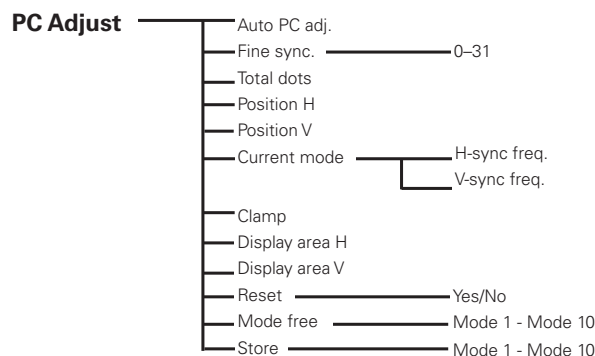 PC Adjust
Auto PC adj.
Fine sync. 0–31
Total dots
Position H
Position V
Current mode H-sync freq.
V-sync freq.
Clamp
Display area H
Display area V
Reset Yes/No
Mode free Mode 1 - Mode 10
Store Mode 1 - Mode 10